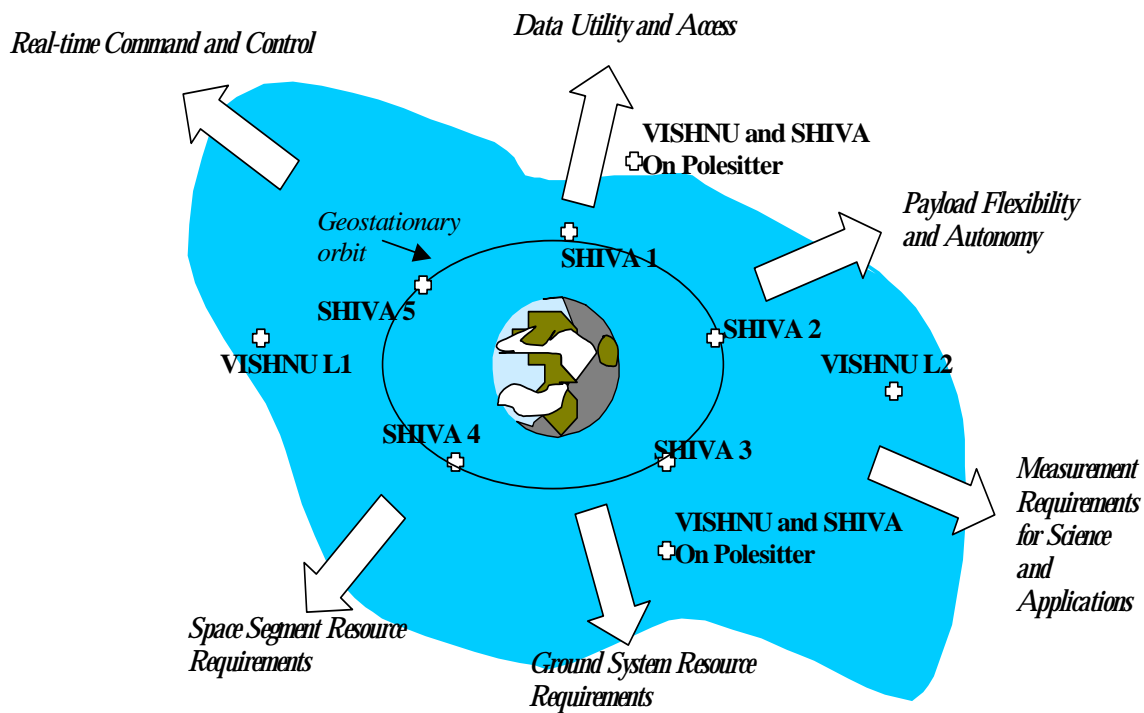 Data Utility and Access
Real-time Command and Control
VISHNU and SHIVA
On Polesitter
Payload Flexibility
and Autonomy
Geostationary
orbit
SHIVA 1
SHIVA 5
SHIVA 2
VISHNU L1
VISHNU L2
SHIVA 4
SHIVA 3
Measurement
Requirements
for Science
and
Applications
VISHNU and SHIVA
On Polesitter
Space Segment Resource
Requirements
Ground System Resource
Requirements